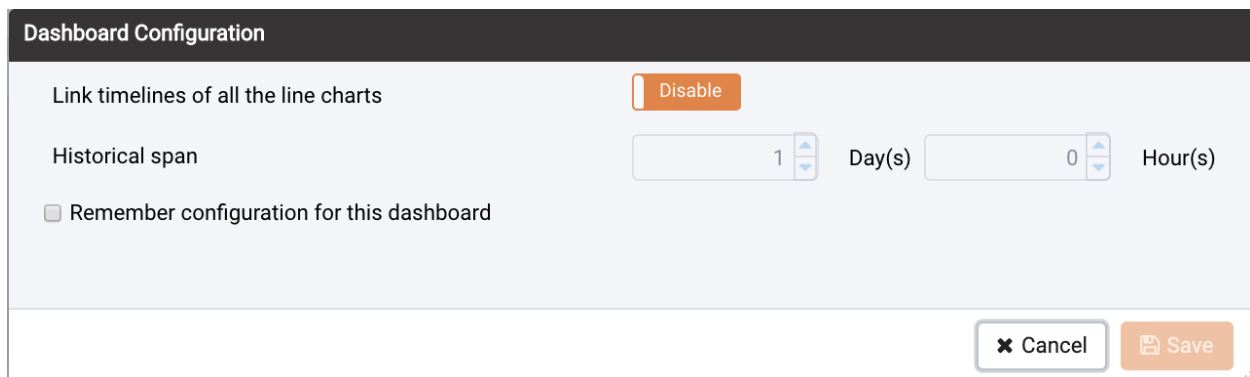 Dashboard Configuration
Link timelines of all the line charts Disable
Historical span 1 Day(s) 0 Hour(s)
Remember configuration for this dashboard
Cancel Save